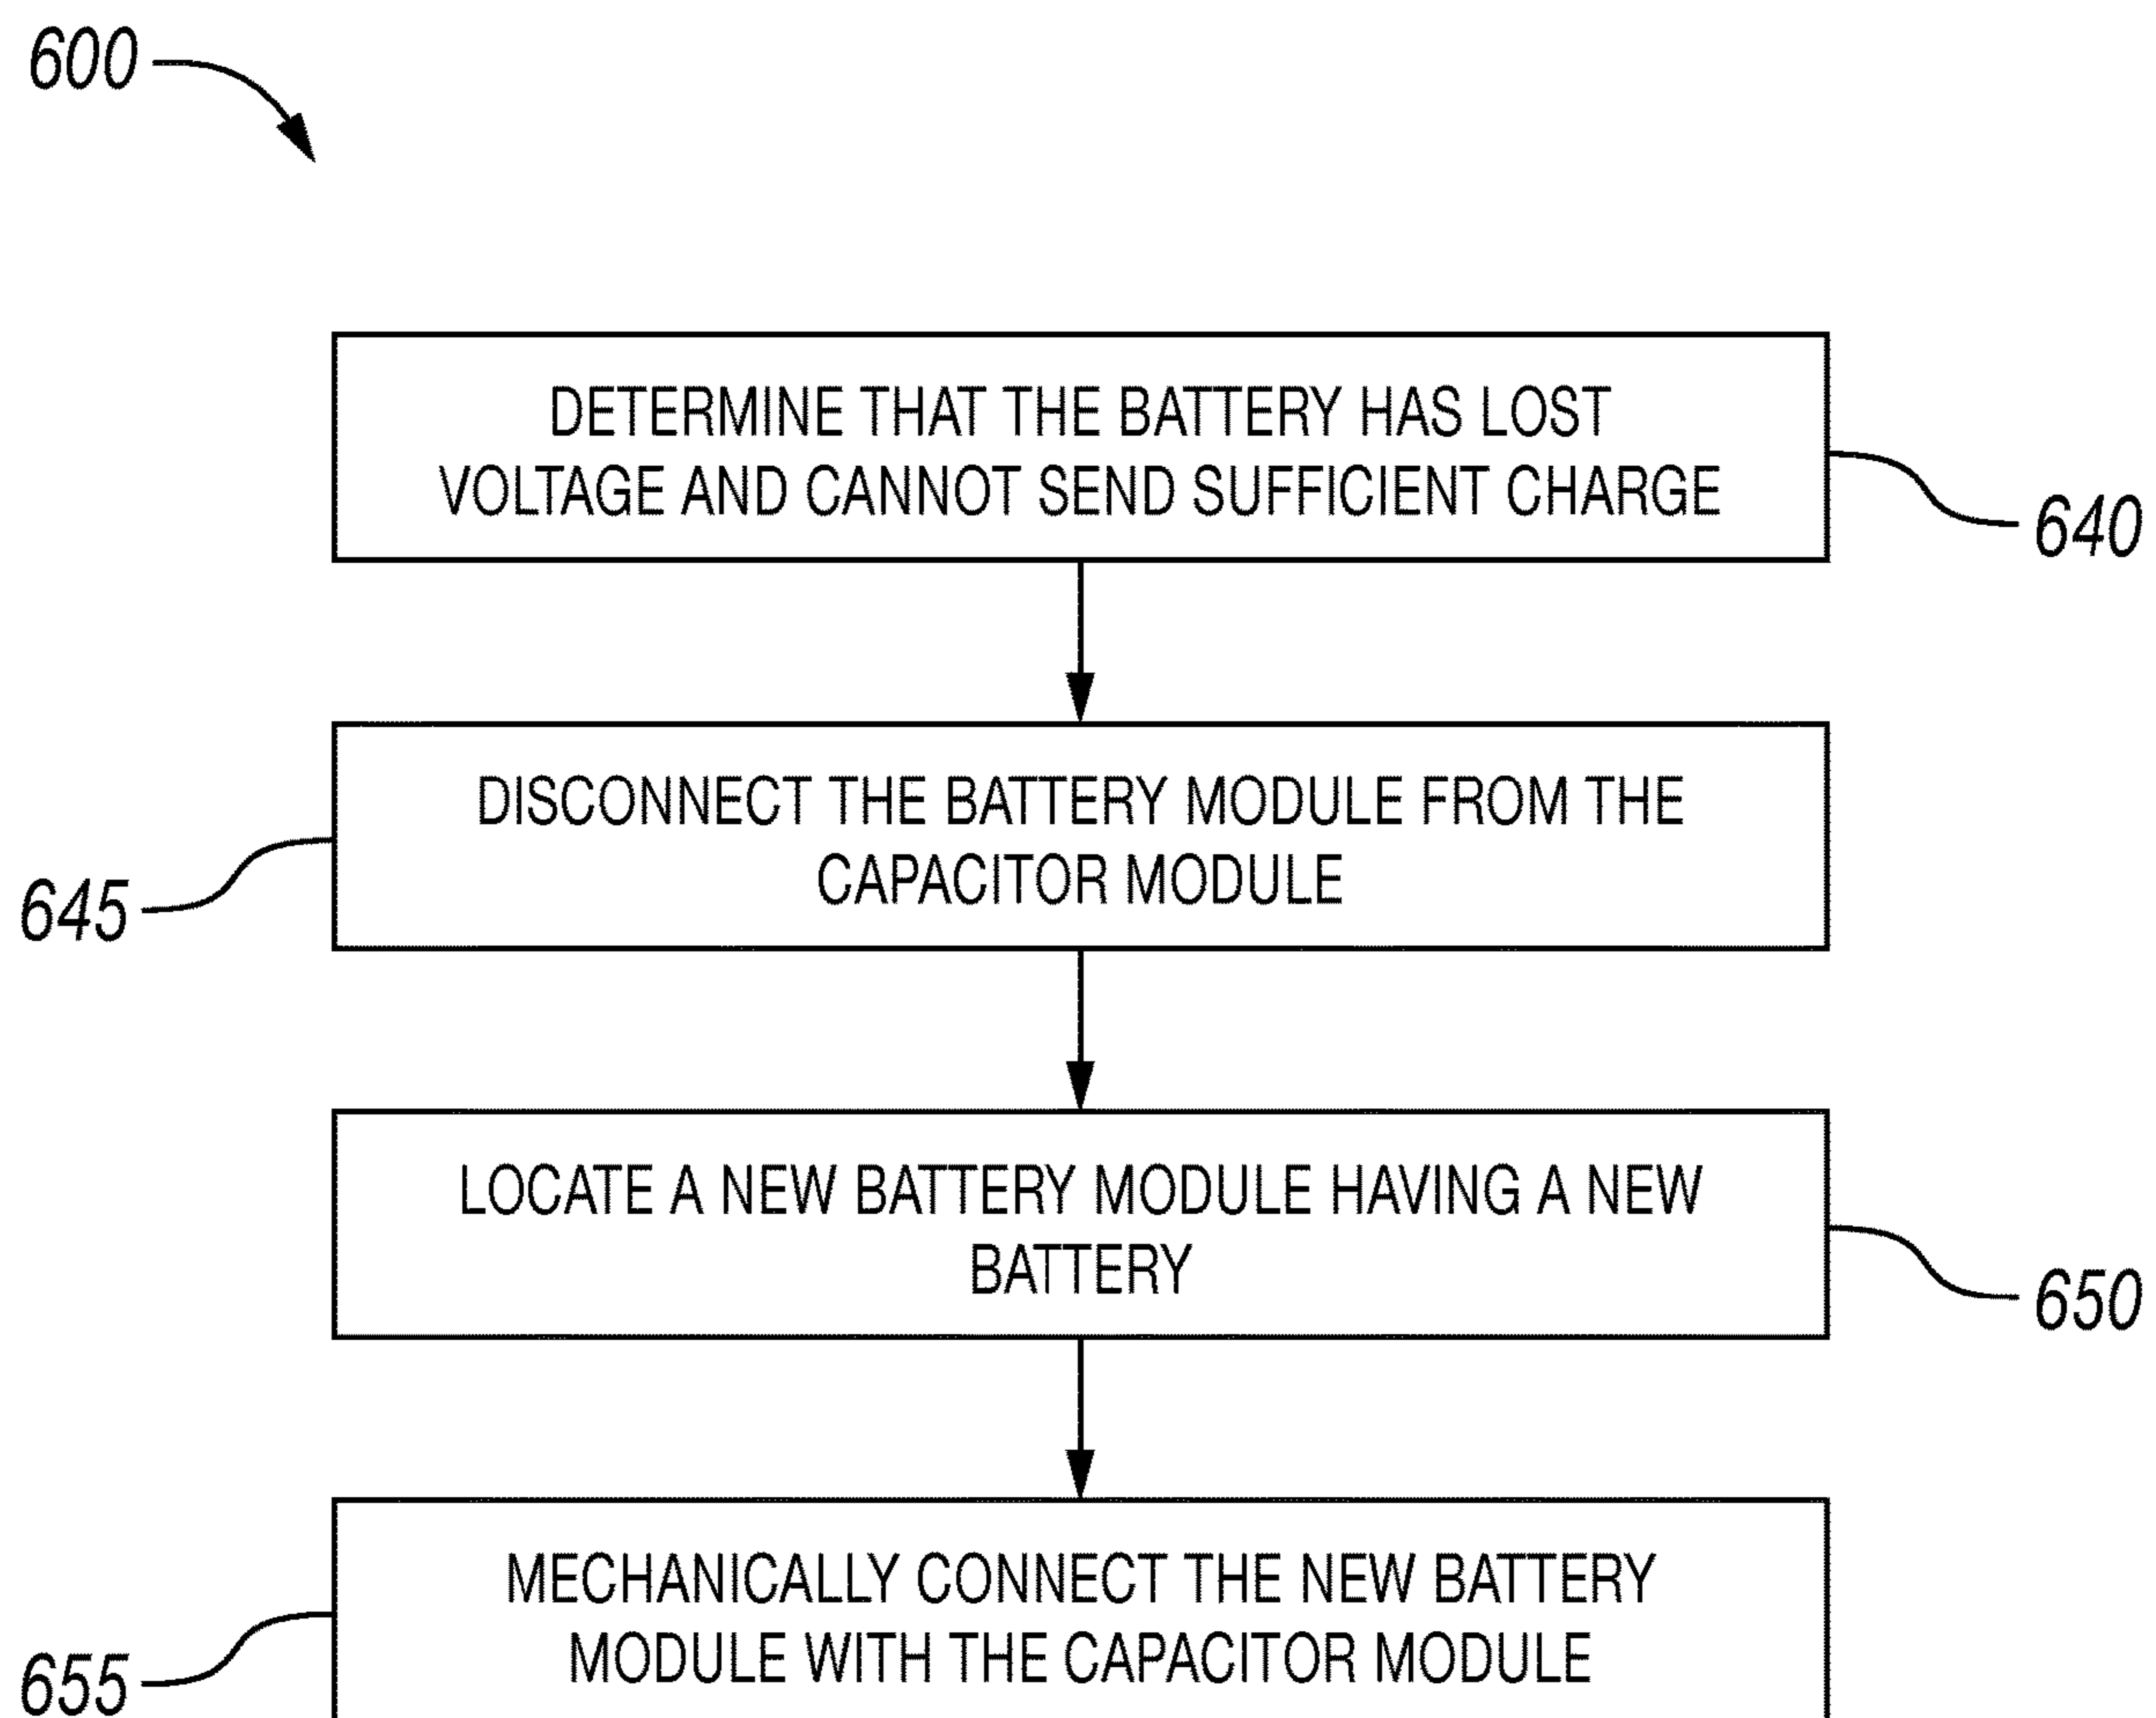 600
DETERMINE THAT THE BATTERY HAS LOST
VOLTAGE AND CANNOT SEND SUFFICIENT CHARGE
640
DISCONNECT THE BATTERY MODULE FROM THE
CAPACITOR MODULE
645
LOCATE A NEW BATTERY MODULE HAVING A NEW
BATTERY
650
MECHANICALLY CONNECT THE NEW BATTERY
MODULE WITH THE CAPACITOR MODULE
655